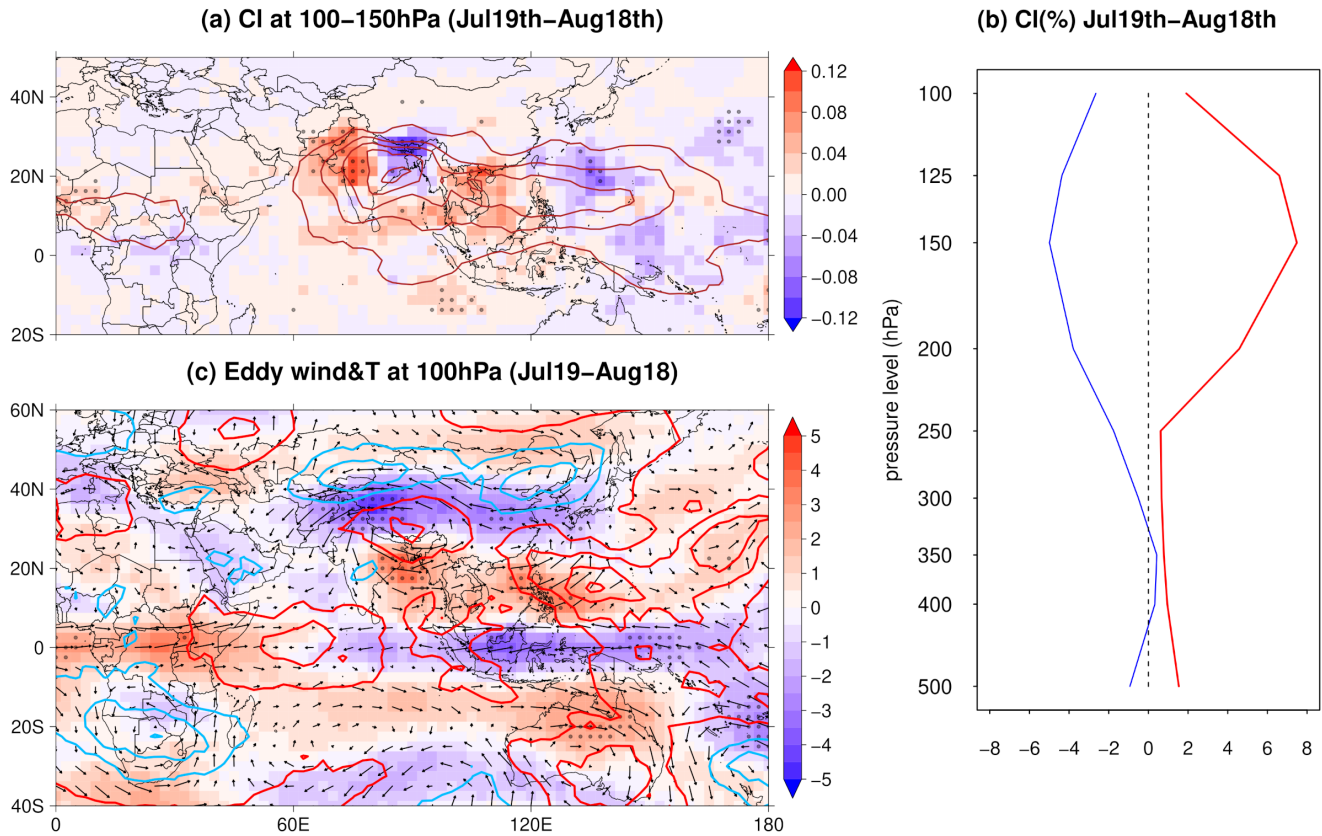 (a) Cl at 100−150hPa (Jul19th−Aug18th)
40N
20N
0
20S
0.12
0.08
0.04
0.00
−0.04
−0.08
−0.12
(c) Eddy wind&T at 100hPa (Jul19−Aug18)
60N
40N
20N
0
20S
40S
0
60E
120E
180
5
4
3
2
1
0
−1
−2
−3
−4
−5
(b) Cl(%) Jul19th−Aug18th
pressure level (hPa)
100
125
150
200
250
300
350
400
500
−8 −6 −4 −2 0 2 4 6 8